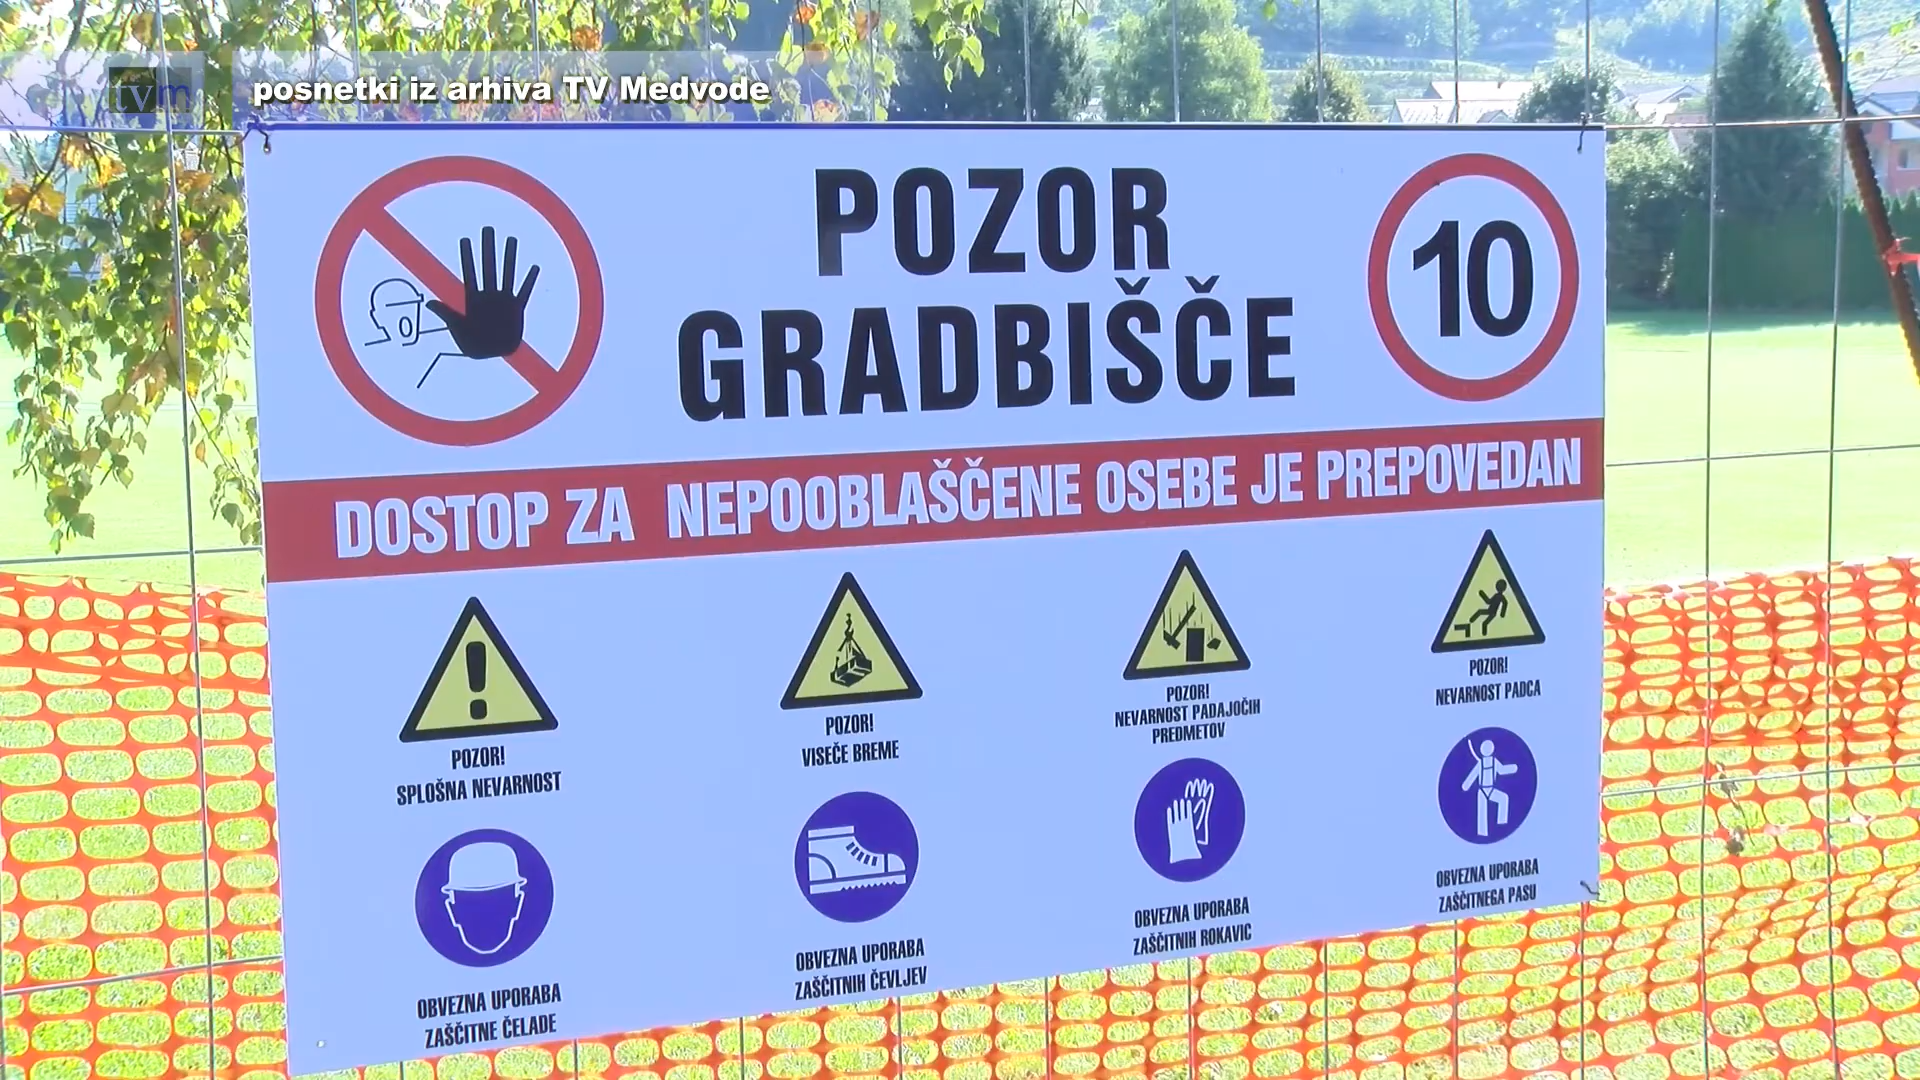 tvm
posnetki iz arhiva TV Medvode
POZOR
GRADBIŠČE
10
DOSTOP ZA NEPOOBLAŠČENE OSEBE JE PREPOVEDAN
POZOR!
SPLOŠNA NEVARNOST
POZOR!
VISEČE BREME
POZOR!
NEVARNOST PADAJOČIH
PREDMETOV
POZOR!
NEVARNOST PADCA
OBVEZNA UPORABA
ZAŠČITNE ČELADE
OBVEZNA UPORABA
ZAŠČITNIH ČEVLJEV
OBVEZNA UPORABA
ZAŠČITNIH ROKAVIC
OBVEZNA UPORABA
ZAŠČITNEGA PASU